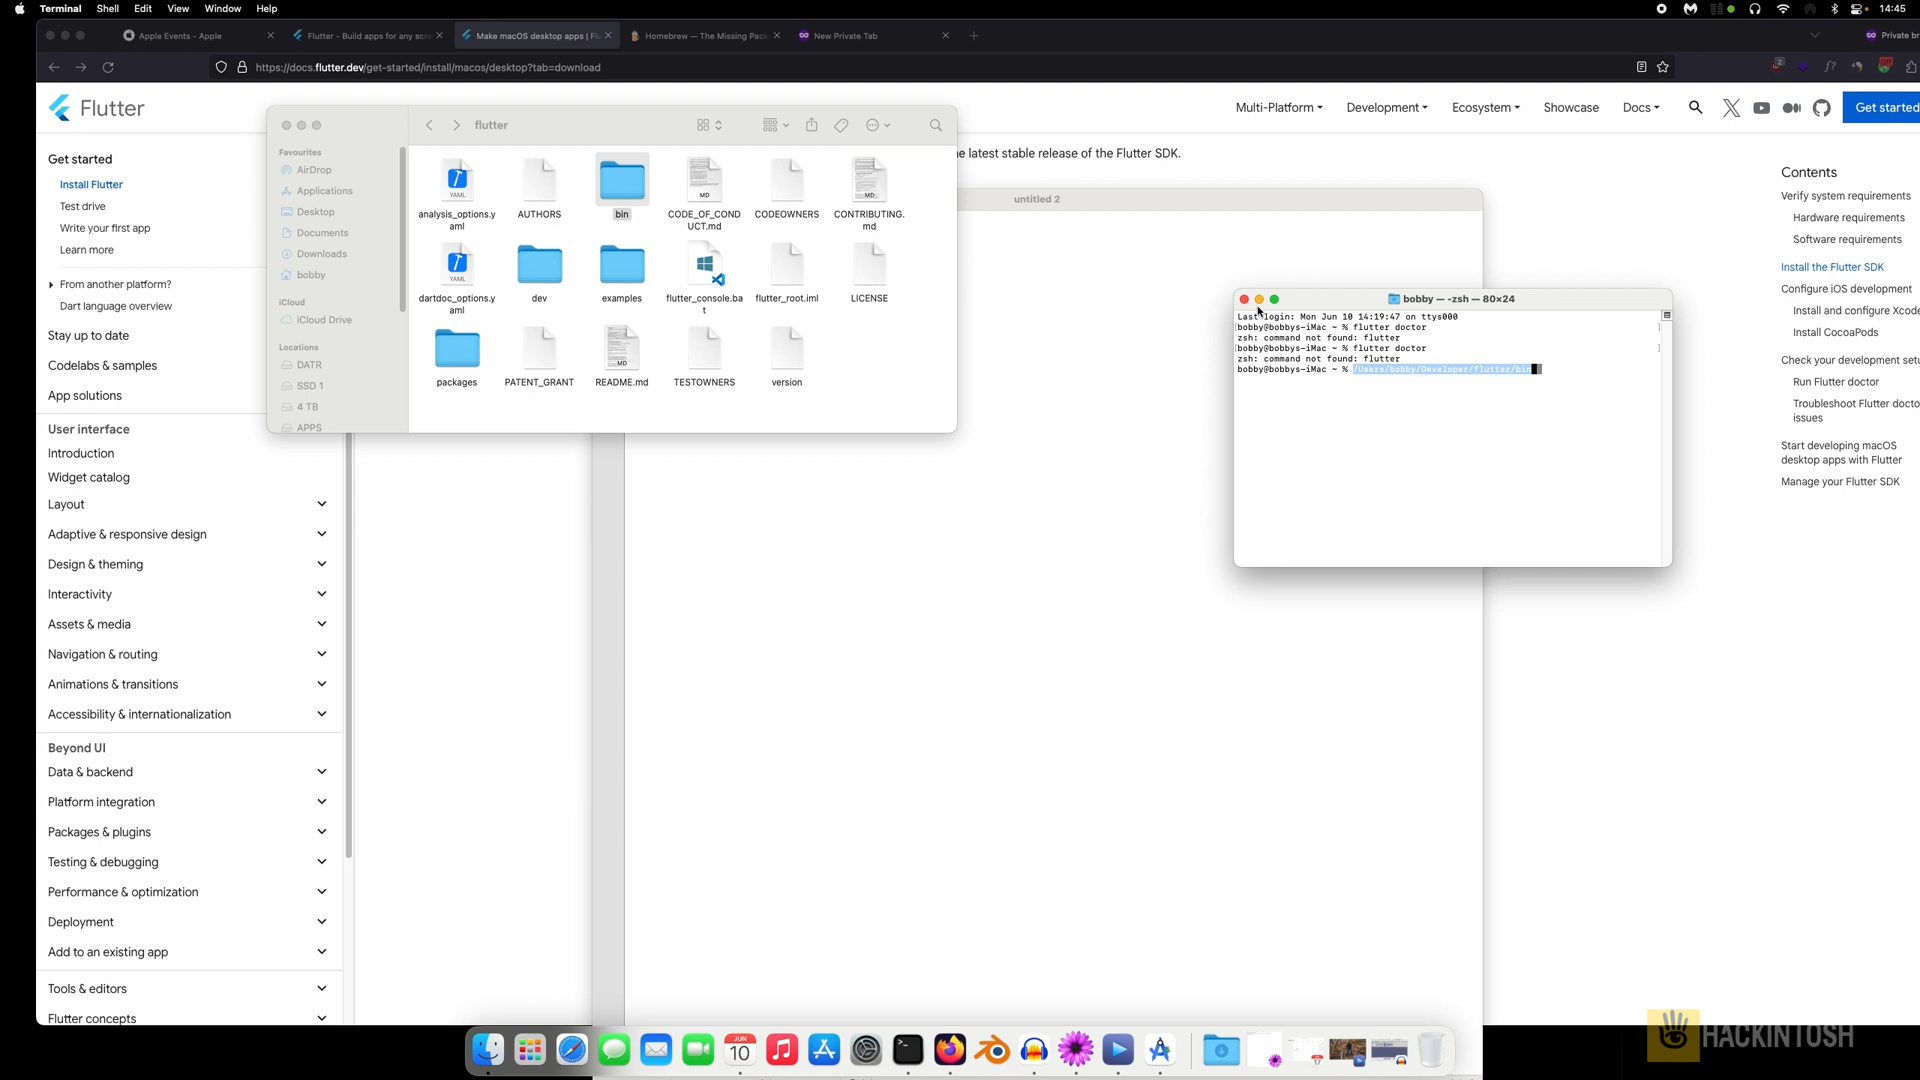 Terminal Shell Edit View Window Help
14:45
Apple Events - Apple
Flutter - Build apps for any scre
Make macOS desktop apps | Flu
Homebrew — The Missing Pack
New Private Tab
Private br
https://docs.flutter.dev/get-started/install/macos/desktop?tab=download
Flutter
Multi-Platform
Development
Ecosystem
Showcase
Docs
Get started
Get started
Install Flutter
Test drive
Write your first app
Learn more
From another platform?
Dart language overview
Stay up to date
Codelabs & samples
App solutions
User interface
Introduction
Widget catalog
Layout
Adaptive & responsive design
Design & theming
Interactivity
Assets & media
Navigation & routing
Animations & transitions
Accessibility & internationalization
Beyond UI
Data & backend
Platform integration
Packages & plugins
Testing & debugging
Performance & optimization
Deployment
Add to an existing app
Tools & editors
Flutter concepts
flutter
Favourites
AirDrop
Applications
Desktop
Documents
Downloads
bobby
iCloud
iCloud Drive
Locations
DATR
SSD 1
4 TB
APPS
analysis_options.y
aml
AUTHORS
bin
CODE_OF_COND
UCT.md
CODEOWNERS
CONTRIBUTING.
md
dartdoc_options.y
aml
dev
examples
flutter_console.ba
t
flutter_root.iml
LICENSE
packages
PATENT_GRANT
README.md
TESTOWNERS
version
YAML
MD
MD
YAML
MD
e latest stable release of the Flutter SDK.
untitled 2
bobby — -zsh — 80×24
Last login: Mon Jun 10 14:19:47 on ttys000
bobby@bobbys-iMac ~ % flutter doctor
zsh: command not found: flutter
bobby@bobbys-iMac ~ % flutter doctor
zsh: command not found: flutter
bobby@bobbys-iMac ~ % /Users/bobby/Developer/flutter/bin
Contents
Verify system requirements
Hardware requirements
Software requirements
Install the Flutter SDK
Configure iOS development
Install and configure Xcode
Install CocoaPods
Check your development setu
Run Flutter doctor
Troubleshoot Flutter docto
issues
Start developing macOS
desktop apps with Flutter
Manage your Flutter SDK
JUN
10
HACKINTOSH